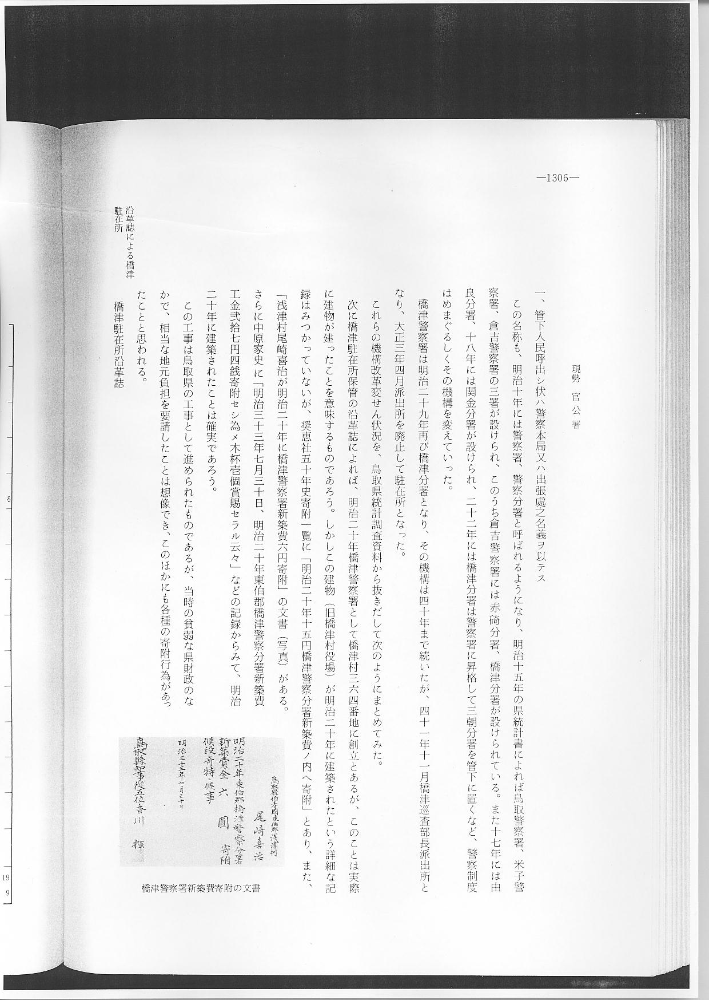 —1306—
現勢 官公署
一、管下人民呼出シ状ハ警察本局又ハ出張處之名義ヲ以テス
この名称も、明治十年には警察署、警察分署と呼ばれるようになり、明治十五年の県統計書によれば鳥取警察署、米子警
察署、倉吉警察署の三署が設けられ、このうち倉吉警察署には赤碕分署、橋津分署が設けられている。また十七年には由
良分署、十八年には関金分署が設けられ、二十二年には橋津分署は警察署に昇格して三朝分署を管下に置くなど、警察制度
はめまぐるしくその機構を変えていった。
橋津警察署は明治二十九年再び橋津分署となり、その機構は四十年まで続いたが、四十一年十一月橋津巡査部長派出所と
なり、大正三年四月派出所を廃止して駐在所となった。
これらの機構改革変せん状況を、鳥取県統計調査資料から抜きだして次のようにまとめてみた。
次に橋津駐在所保管の沿革誌によれば、明治二十年橋津警察署として橋津村三六四番地に創立とあるが、このことは実際
に建物が建ったことを意味するものであろう。しかしこの建物（旧橋津村役場）が明治二十年に建築されたという詳細な記
録はみつかっていないが、奨恵社五十年史寄附一覧に「明治二十年十五円橋津警察分署新築費ノ内へ寄附」とあり、また、
「浅津村尾崎喜治が明治二十年に橋津警察署新築費六円寄附」の文書（写真）がある。
さらに中原家史に「明治三十三年七月三十日、明治二十年東伯郡橋津警察分署新築費
工金弐拾七円四銭寄附セシ為メ木杯壱個賞賜セラル云々」などの記録からみて、明治
二十年に建築されたことは確実であろう。
この工事は鳥取県の工事として進められたものであるが、当時の貧弱な県財政のな
かで、相当な地元負担を要請したことは想像でき、このほかにも各種の寄附行為があっ
たことと思われる。
沿革誌による橋津
駐在所
橋津駐在所沿革誌
鳥取縣伯耆國東伯郡浅津村
尾﨑喜治
明治二十年東伯郡橋津警察分署
新築費金六圓寄附
候段奇特ニ候事
明治三十三年七月三十日
鳥取縣知事従五位香川 輝
橋津警察署新築費寄附の文書
る
19
9